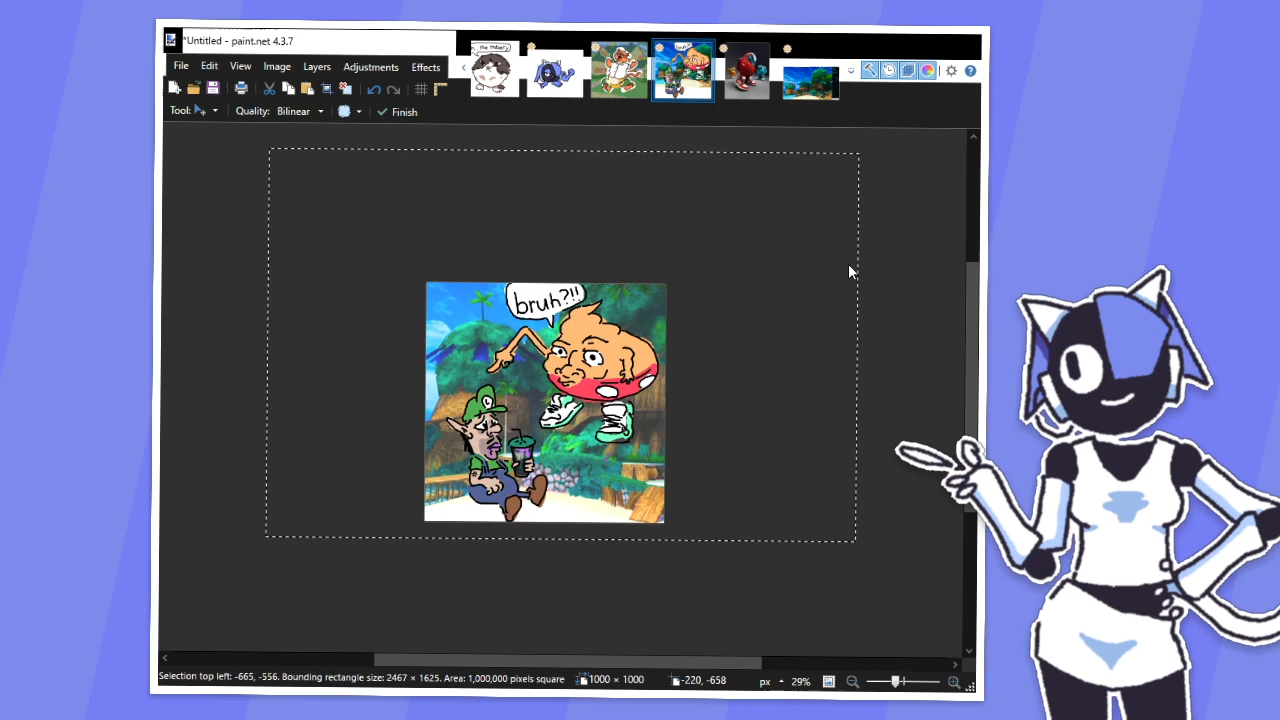 *Untitled - paint.net 4.3.7
File Edit View Image Layers Adjustments Effects
Tool: Quality: Bilinear Finish
bruh?!!
L
Selection top left: -665, -556. Bounding rectangle size: 2467 × 1625. Area: 1,000,000 pixels square 1000 × 1000 -220, -658 px 29%